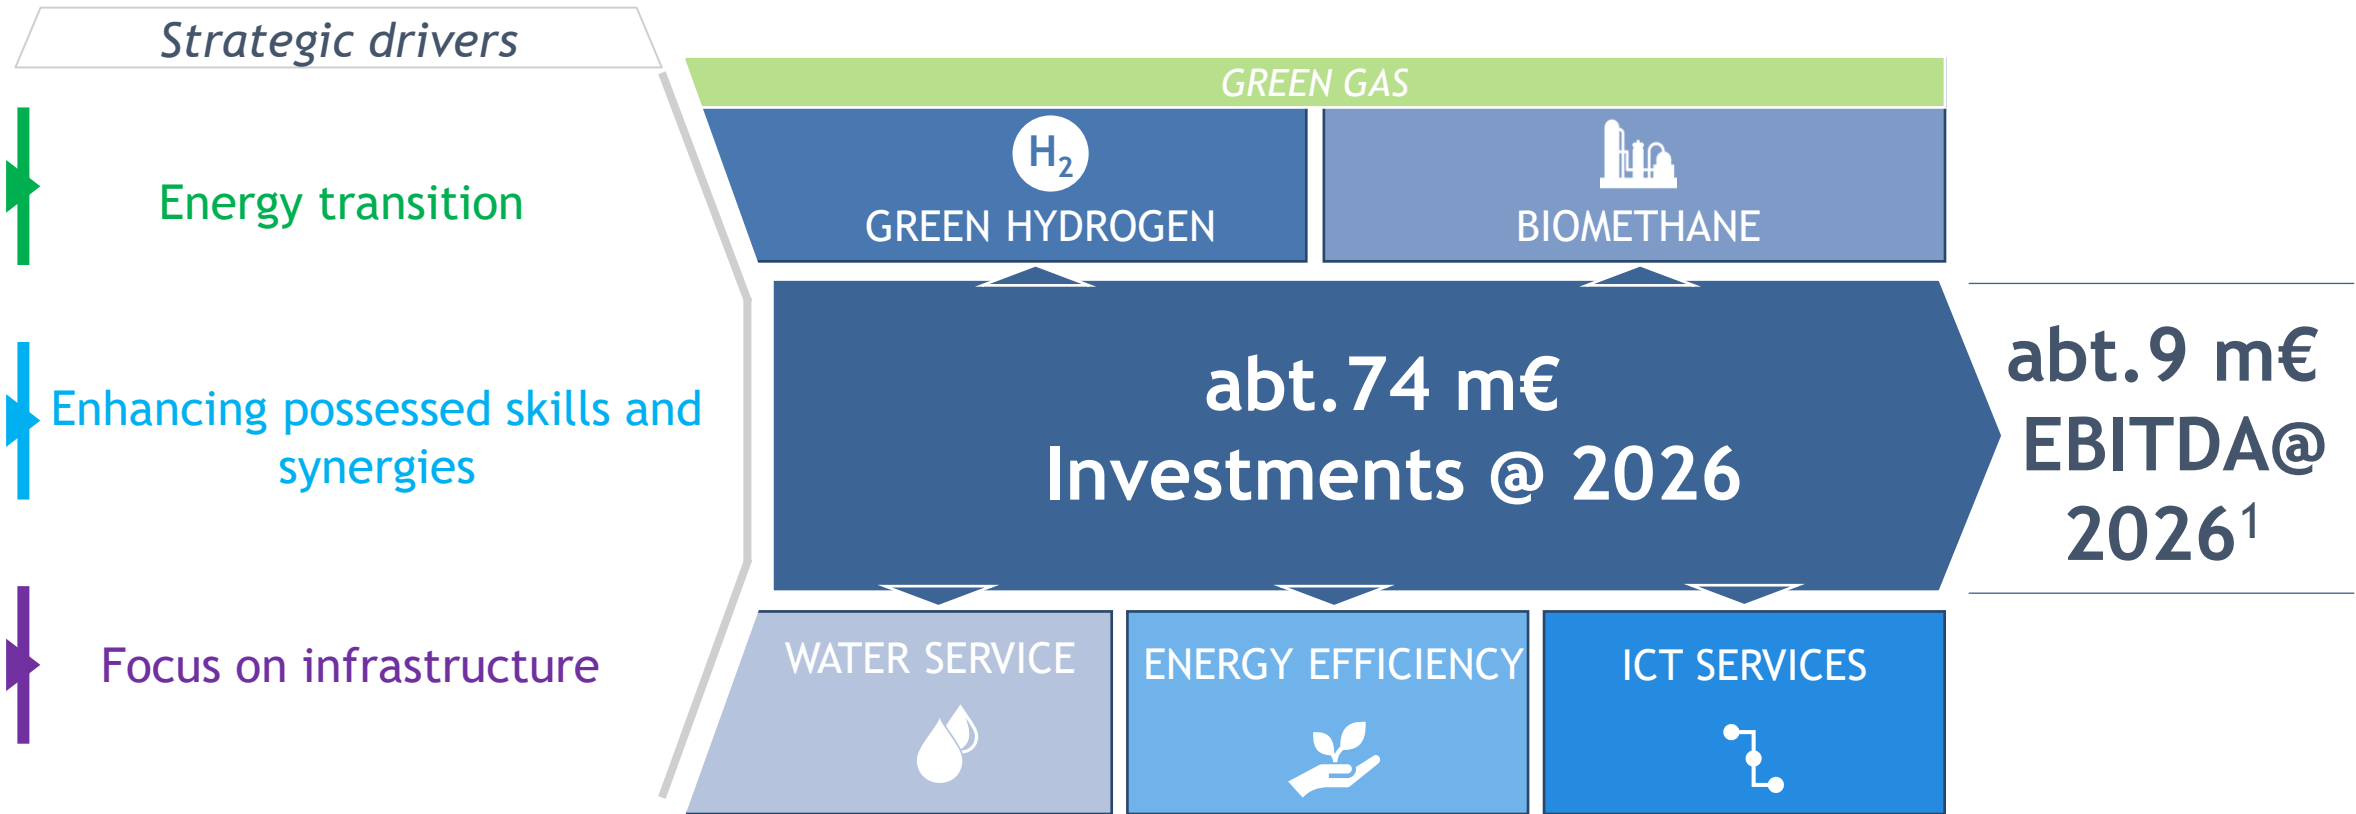 Strategic drivers
Energy transition
Enhancing possessed skills and
synergies
Focus on infrastructure
GREEN GAS
H2
GREEN HYDROGEN
BIOMETHANE
abt.74 m€
Investments @ 2026
WATER SERVICE
ENERGY EFFICIENCY
ICT SERVICES
abt.9 m€
EBITDA@
2026¹